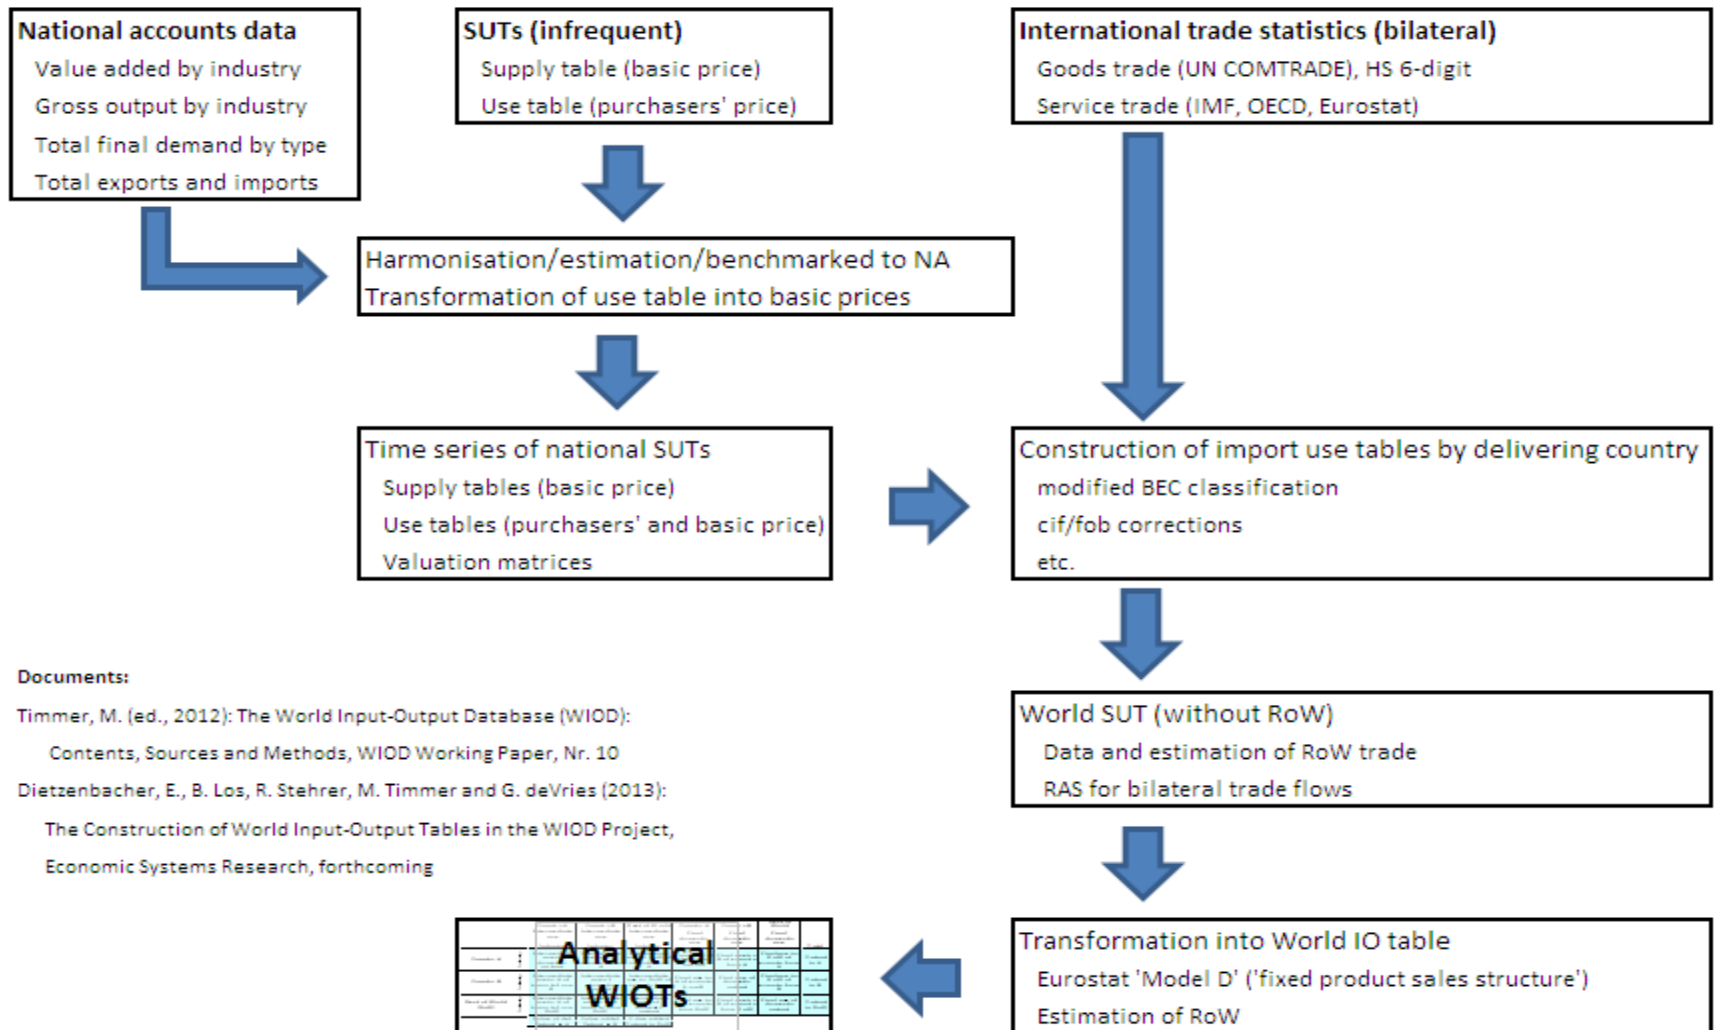 National accounts data
Value added by industry
Gross output by industry
Total final demand by type
Total exports and imports
SUTs (infrequent)
Supply table (basic price)
Use table (purchasers' price)
International trade statistics (bilateral)
Goods trade (UN COMTRADE), HS 6-digit
Service trade (IMF, OECD, Eurostat)
Harmonisation/estimation/benchmarked to NA
Transformation of use table into basic prices
Time series of national SUTs
Supply tables (basic price)
Use tables (purchasers' and basic price)
Valuation matrices
Construction of import use tables by delivering country
modified BEC classification
cif/fob corrections
etc.
Documents:
Timmer, M. (ed., 2012): The World Input-Output Database (WIOD):
Contents, Sources and Methods, WIOD Working Paper, Nr. 10
Dietzenbacher, E., B. Los, R. Stehrer, M. Timmer and G. deVries (2013):
The Construction of World Input-Output Tables in the WIOD Project,
Economic Systems Research, forthcoming
World SUT (without RoW)
Data and estimation of RoW trade
RAS for bilateral trade flows
Analytical
WIOTs
Transformation into World IO table
Eurostat 'Model D' ('fixed product sales structure')
Estimation of RoW